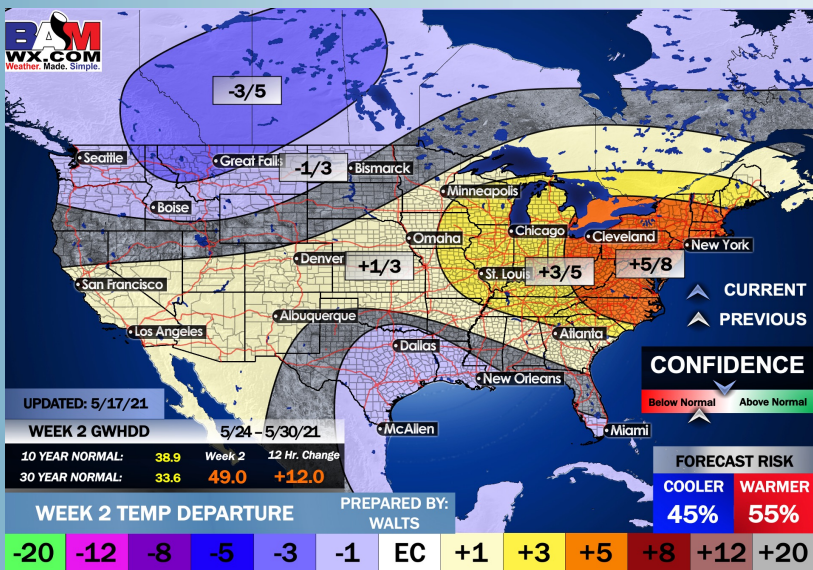 BAM
WX.COM
Weather. Made. Simple.
-3/5
Seattle
Great Falls
-1/3
Bismarck
Minneapolis
Boise
Omaha
Chicago
Cleveland
New York
Denver
+1/3
St. Louis
+3/5
+5/8
San Francisco
Albuquerque
Los Angeles
Atlanta
Dallas
New Orleans
McAllen
Miami
CURRENT
PREVIOUS
CONFIDENCE
Below Normal
Above Normal
UPDATED: 5/17/21
WEEK 2 GWHDD 5/24 – 5/30/21
10 YEAR NORMAL: 38.9 Week 2 12 Hr. Change
30 YEAR NORMAL: 33.6 49.0 +12.0
FORECAST RISK
COOLER WARMER
45% 55%
WEEK 2 TEMP DEPARTURE
PREPARED BY:
WALTS
-20 -12 -8 -5 -3 -1 EC +1 +3 +5 +8 +12 +20